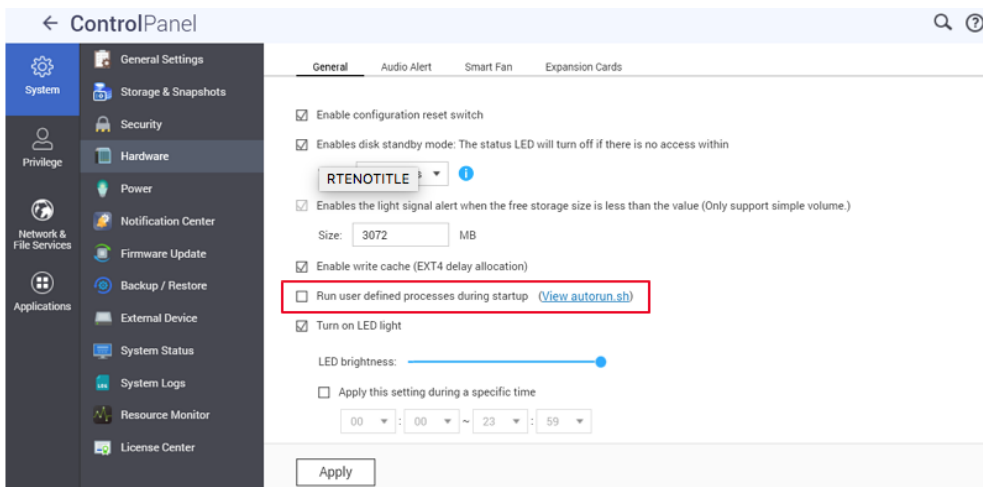 ControlPanel
System
Privilege
Network &
File Services
Applications
General Settings
Storage & Snapshots
Security
Hardware
Power
Notification Center
Firmware Update
Backup / Restore
External Device
System Status
System Logs
Resource Monitor
License Center
General Audio Alert Smart Fan Expansion Cards
Enable configuration reset switch
Enables disk standby mode: The status LED will turn off if there is no access within
RTENOTITLE
Enables the light signal alert when the free storage size is less than the value (Only support simple volume.)
Size: 3072 MB
Enable write cache (EXT4 delay allocation)
Run user defined processes during startup (View autorun.sh)
Turn on LED light
LED brightness:
Apply this setting during a specific time
00 : 00 ~ 23 : 59
Apply